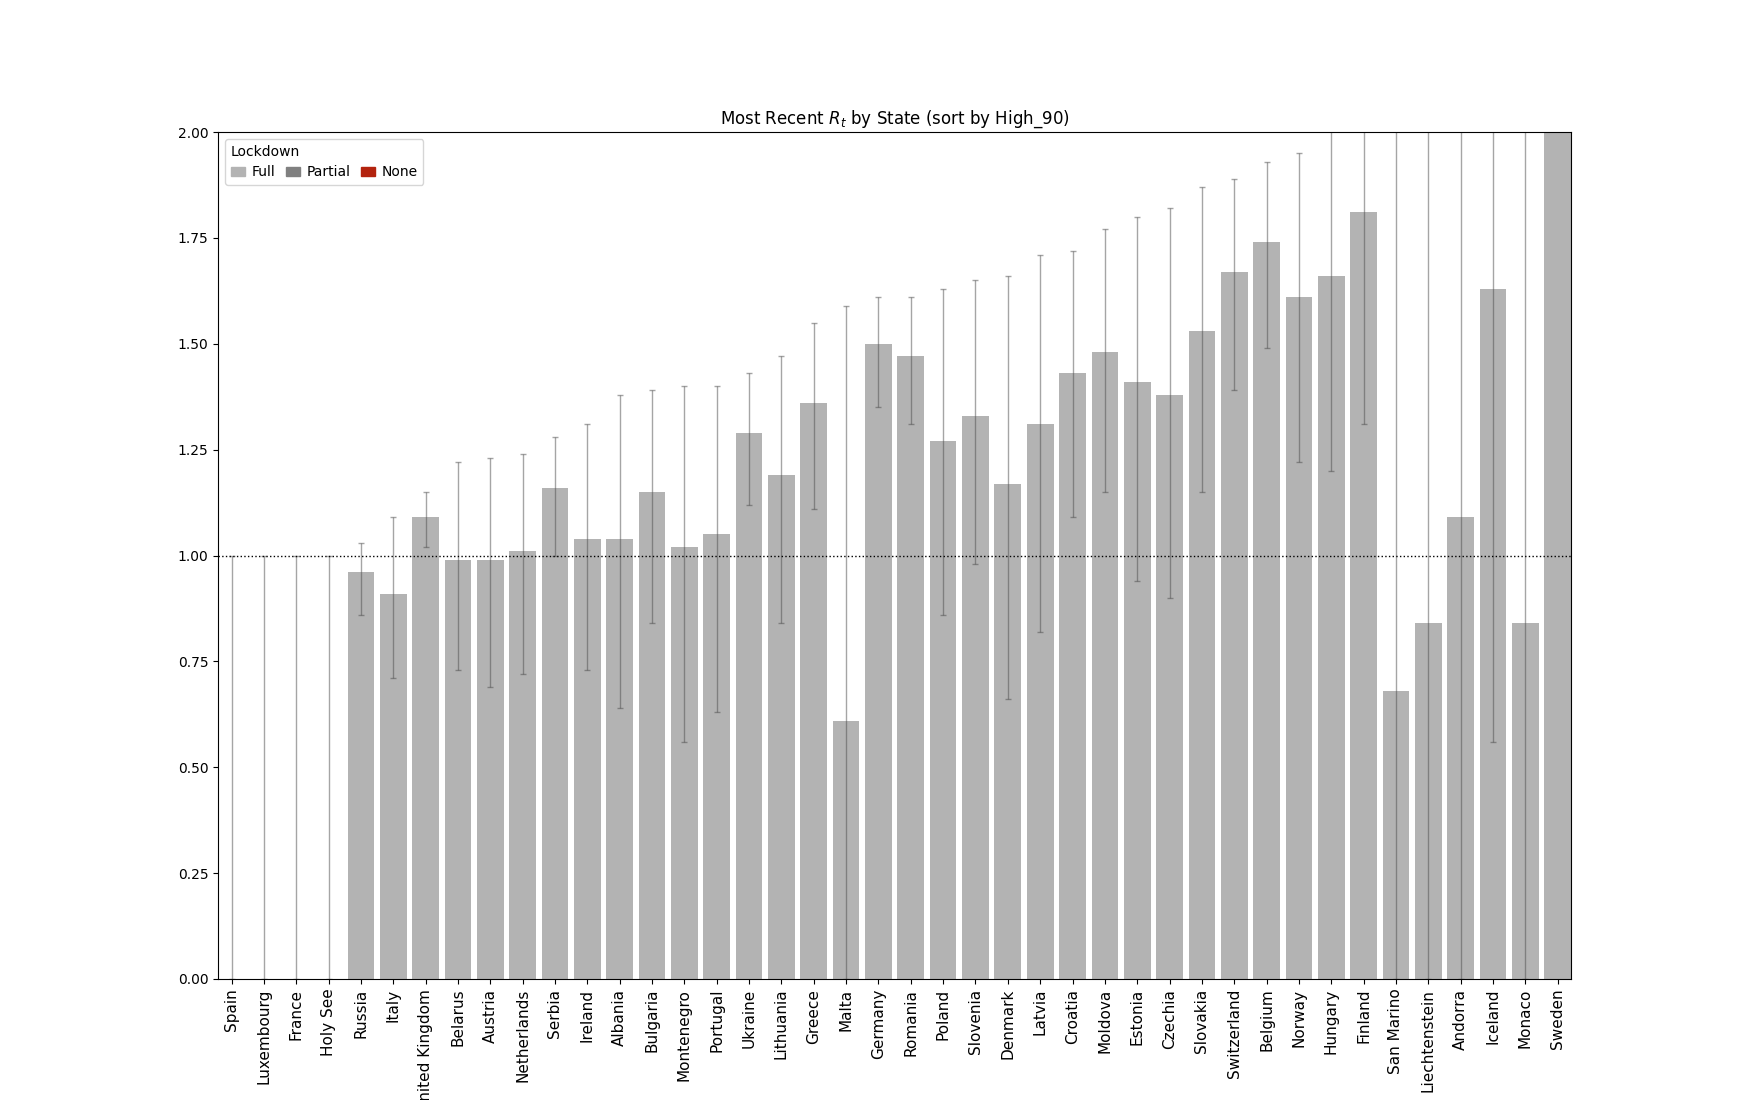 Most Recent R_t by State (sort by High_90)
Lockdown
Full Partial None
2.00
1.75
1.50
1.25
1.00
0.75
0.50
0.25
0.00
Spain
Luxembourg
France
Holy See
Russia
Italy
nited Kingdom
Belarus
Austria
Netherlands
Serbia
Ireland
Albania
Bulgaria
Montenegro
Portugal
Ukraine
Lithuania
Greece
Malta
Germany
Romania
Poland
Slovenia
Denmark
Latvia
Croatia
Moldova
Estonia
Czechia
Slovakia
Switzerland
Belgium
Norway
Hungary
Finland
San Marino
Liechtenstein
Andorra
Iceland
Monaco
Sweden